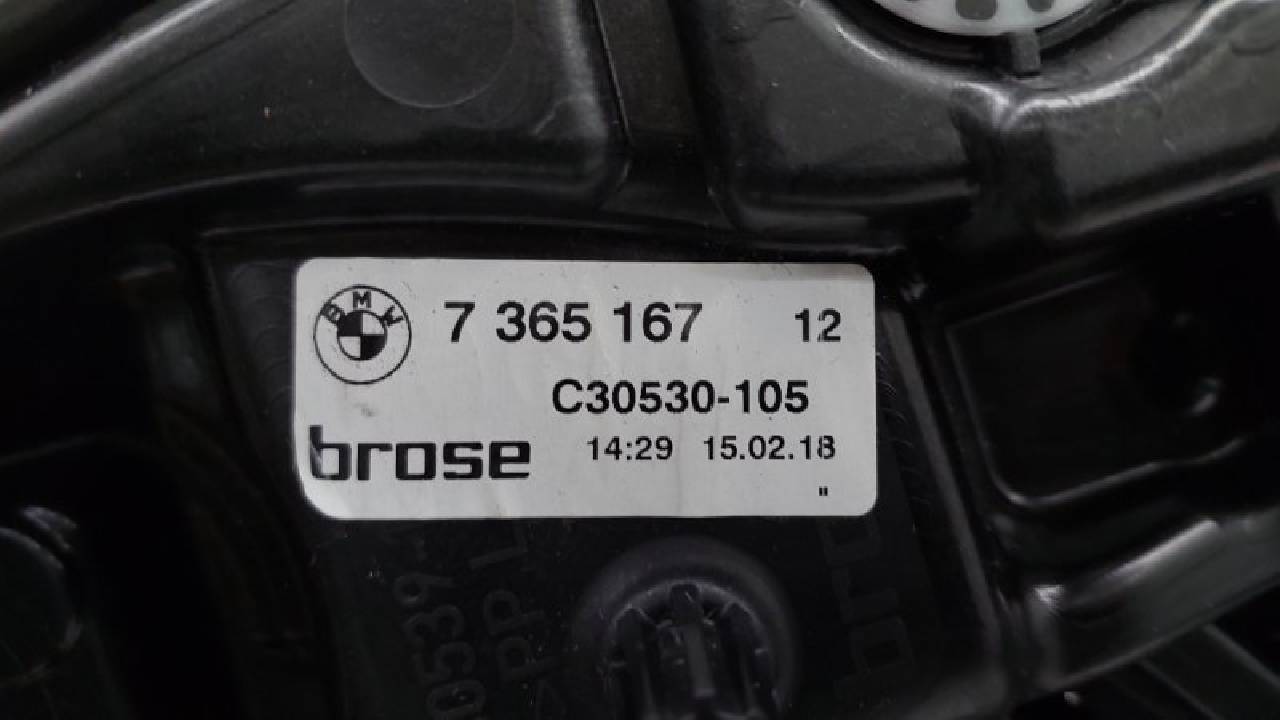 BMW
7 365 167 12
C30530-105
brose
14:29 15.02.18
"